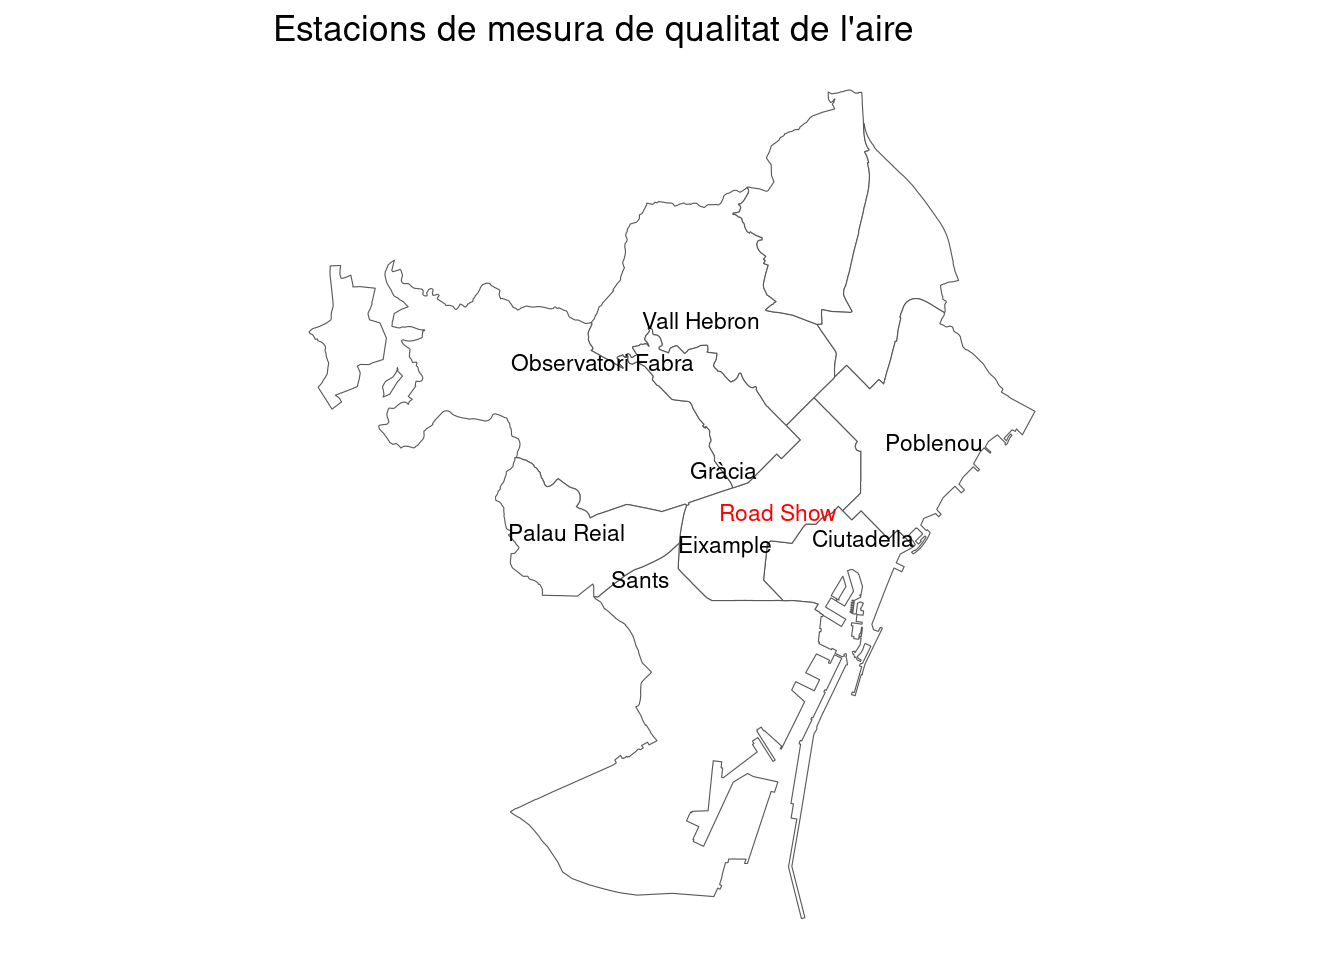 Estacions de mesura de qualitat de l'aire
Vall Hebron
Observatori Fabra
Poblenou
Gràcia
Road Show
Palau Reial
Ciutadella
Eixample
Sants